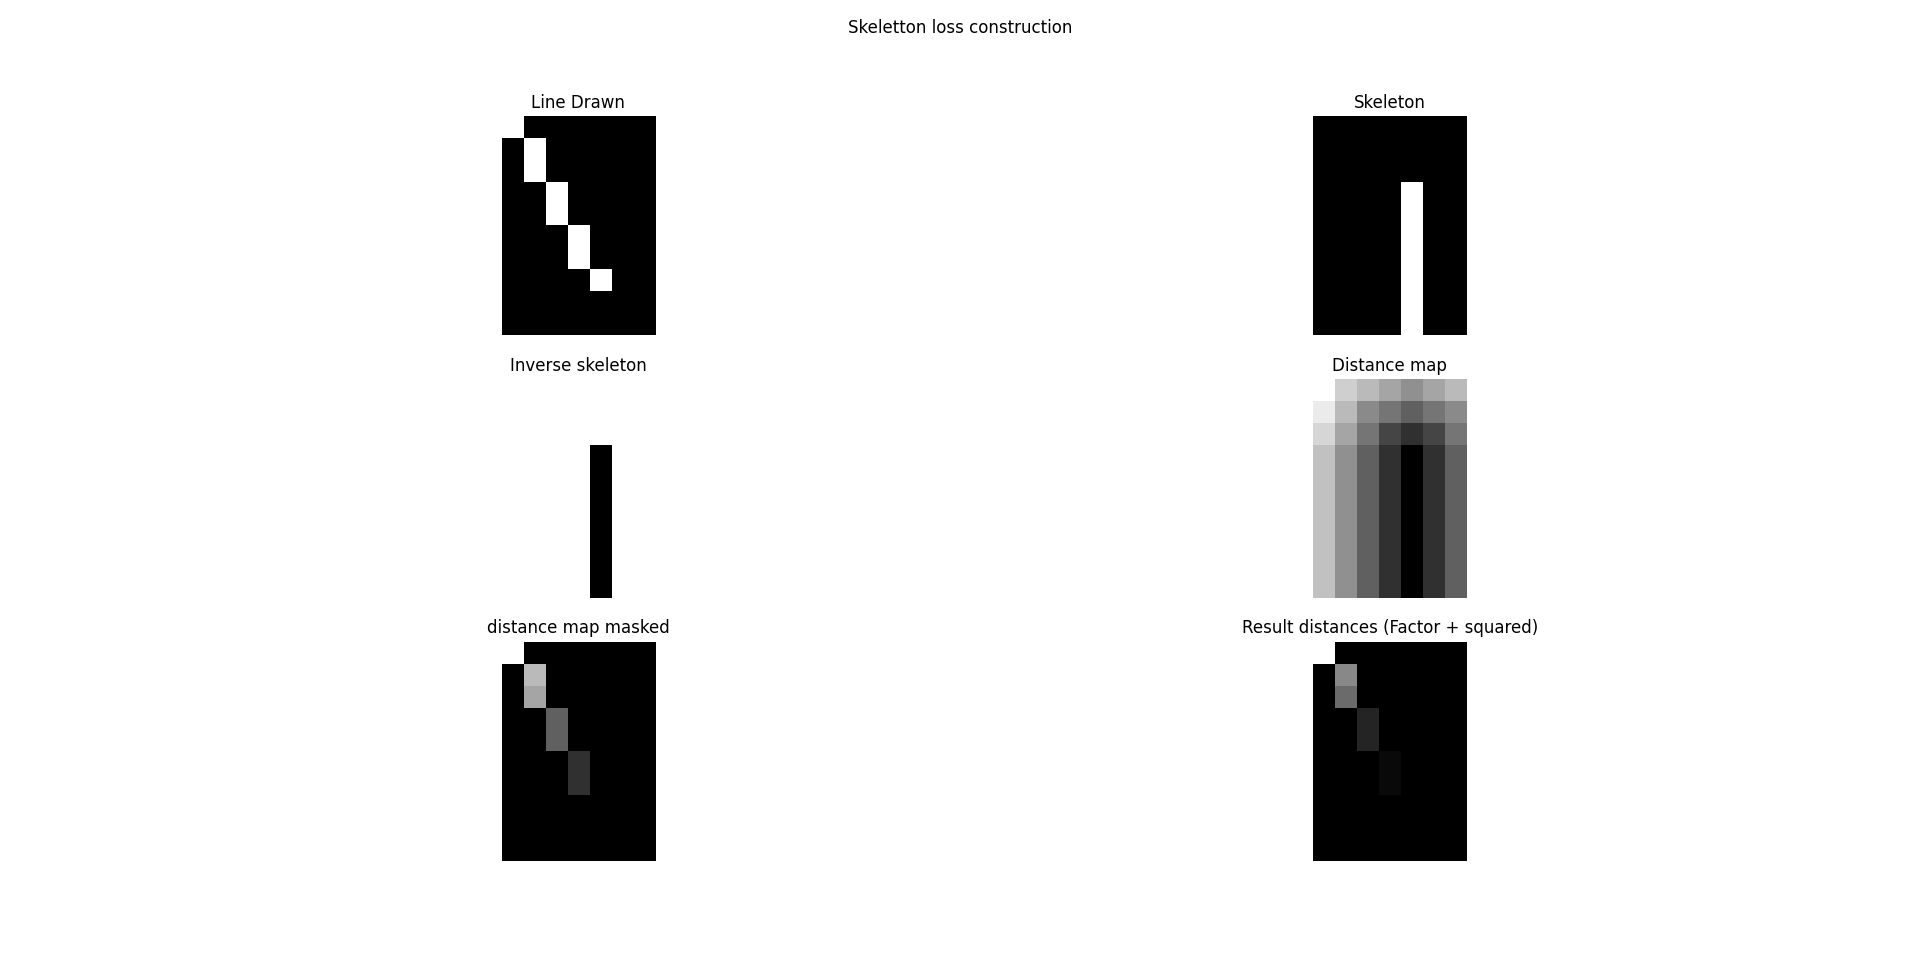 Skeletton loss construction
Line Drawn
Skeleton
Inverse skeleton
Distance map
distance map masked
Result distances (Factor + squared)